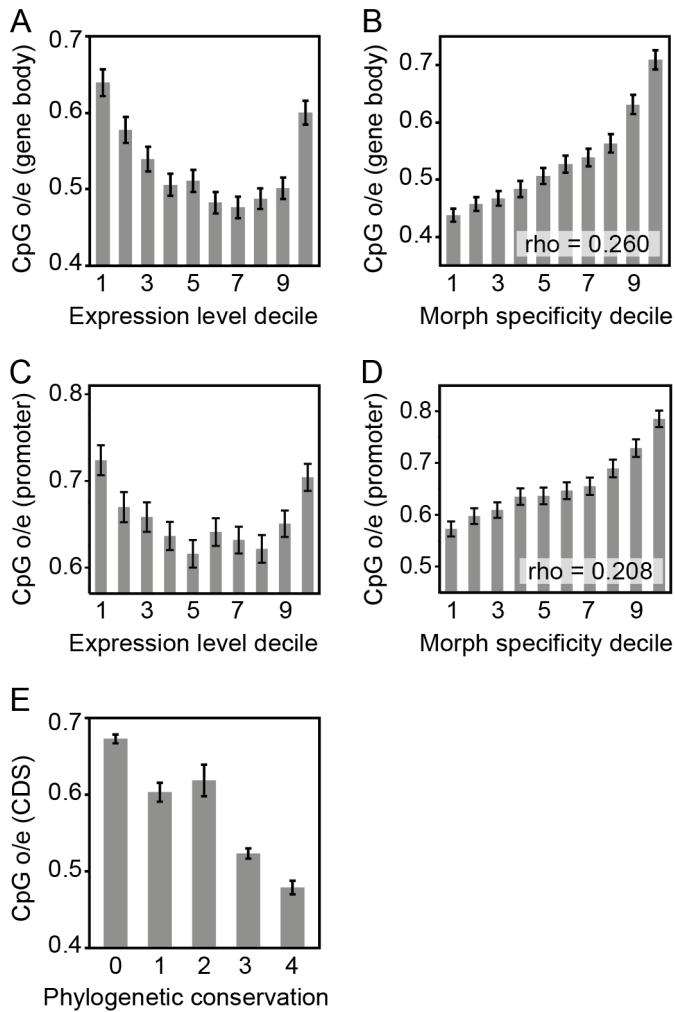 A
CpG o/e (gene body)
0.7
0.6
0.5
0.4
1 3 5 7 9
Expression level decile
B
CpG o/e (gene body)
0.7
0.6
0.5
0.4
rho = 0.260
1 3 5 7 9
Morph specificity decile
C
CpG o/e (promoter)
0.8
0.7
0.6
1 3 5 7 9
Expression level decile
D
CpG o/e (promoter)
0.8
0.7
0.6
0.5
rho = 0.208
1 3 5 7 9
Morph specificity decile
E
CpG o/e (CDS)
0.7
0.6
0.5
0.4
0 1 2 3 4
Phylogenetic conservation